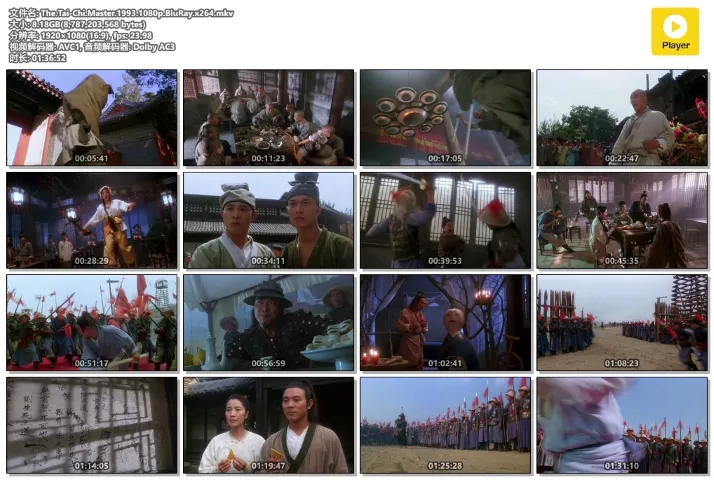 文件名: The.Tai-Chi.Master.1993.1080p.BluRay.x264.mkv
大小: 8.18GB(8,787,203,568 bytes)
分辨率: 1920×1080(16:9), fps: 23.98
视频解码器: AVC1, 音频解码器: Dolby AC3
时长: 01:36:52
Player
00:05:41
00:11:23
00:17:05
00:22:47
00:28:29
00:34:11
00:39:53
00:45:35
00:51:17
00:56:59
01:02:41
01:08:23
01:14:05
01:19:47
01:25:28
01:31:10